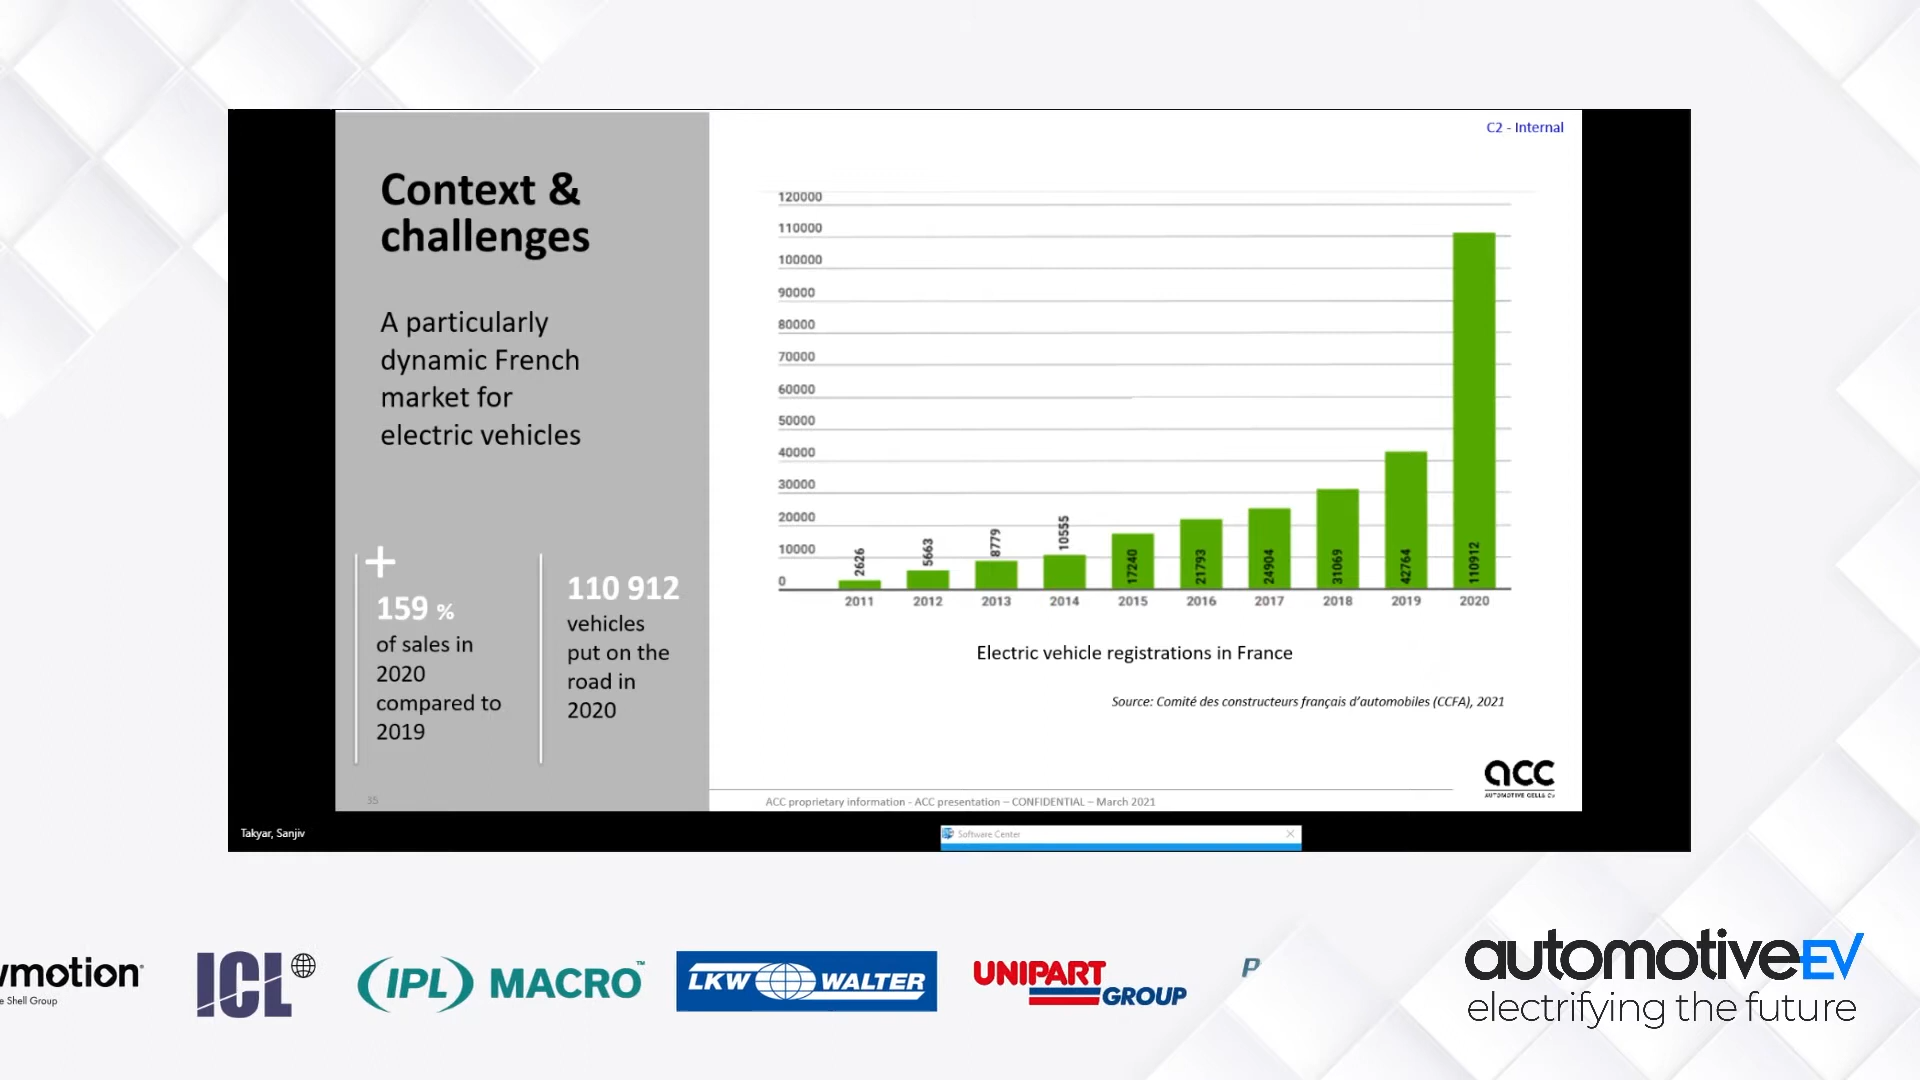 C2 - Internal
Context &
challenges
A particularly
dynamic French
market for
electric vehicles
+
159 %
of sales in
2020
compared to
2019
110 912
vehicles
put on the
road in
2020
35
120000
110000
100000
90000
80000
70000
60000
50000
40000
30000
20000
10000
0
2626
5663
8779
10555
17240
21793
24904
31069
42764
110912
2011 2012 2013 2014 2015 2016 2017 2018 2019 2020
Electric vehicle registrations in France
Source: Comité des constructeurs français d'automobiles (CCFA), 2021
acc
AUTOMOTIVE CELLS Co
ACC proprietary information - ACC presentation – CONFIDENTIAL – March 2021
Takyar, Sanjiv
Software Center
wmotion
e Shell Group
ICL
(IPL) MACRO™
LKW WALTER
UNIPART
GROUP
P
automotiveEV
electrifying the future